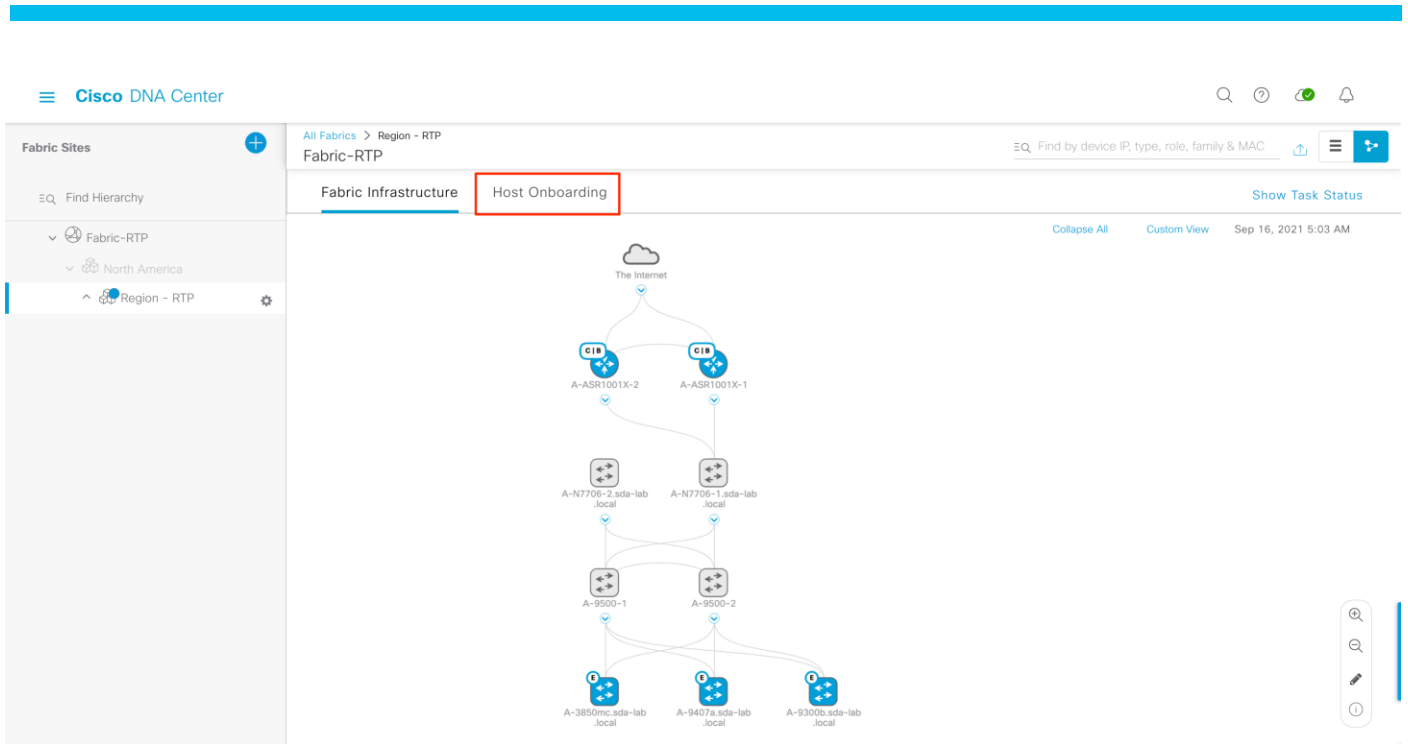 Cisco DNA Center
Fabric Sites
All Fabrics > Region - RTP
Fabric-RTP
Find by device IP, type, role, family & MAC
Find Hierarchy
Fabric Infrastructure
Host Onboarding
Show Task Status
Fabric-RTP
North America
Region - RTP
Collapse All
Custom View
Sep 16, 2021 5:03 AM
The Internet
C|B
C|B
A-ASR1001X-2
A-ASR1001X-1
A-N7706-2.sda-lab
.local
A-N7706-1.sda-lab
.local
A-9500-1
A-9500-2
E
E
E
A-3850mc.sda-lab
.local
A-9407a.sda-lab
.local
A-9300b.sda-lab
.local